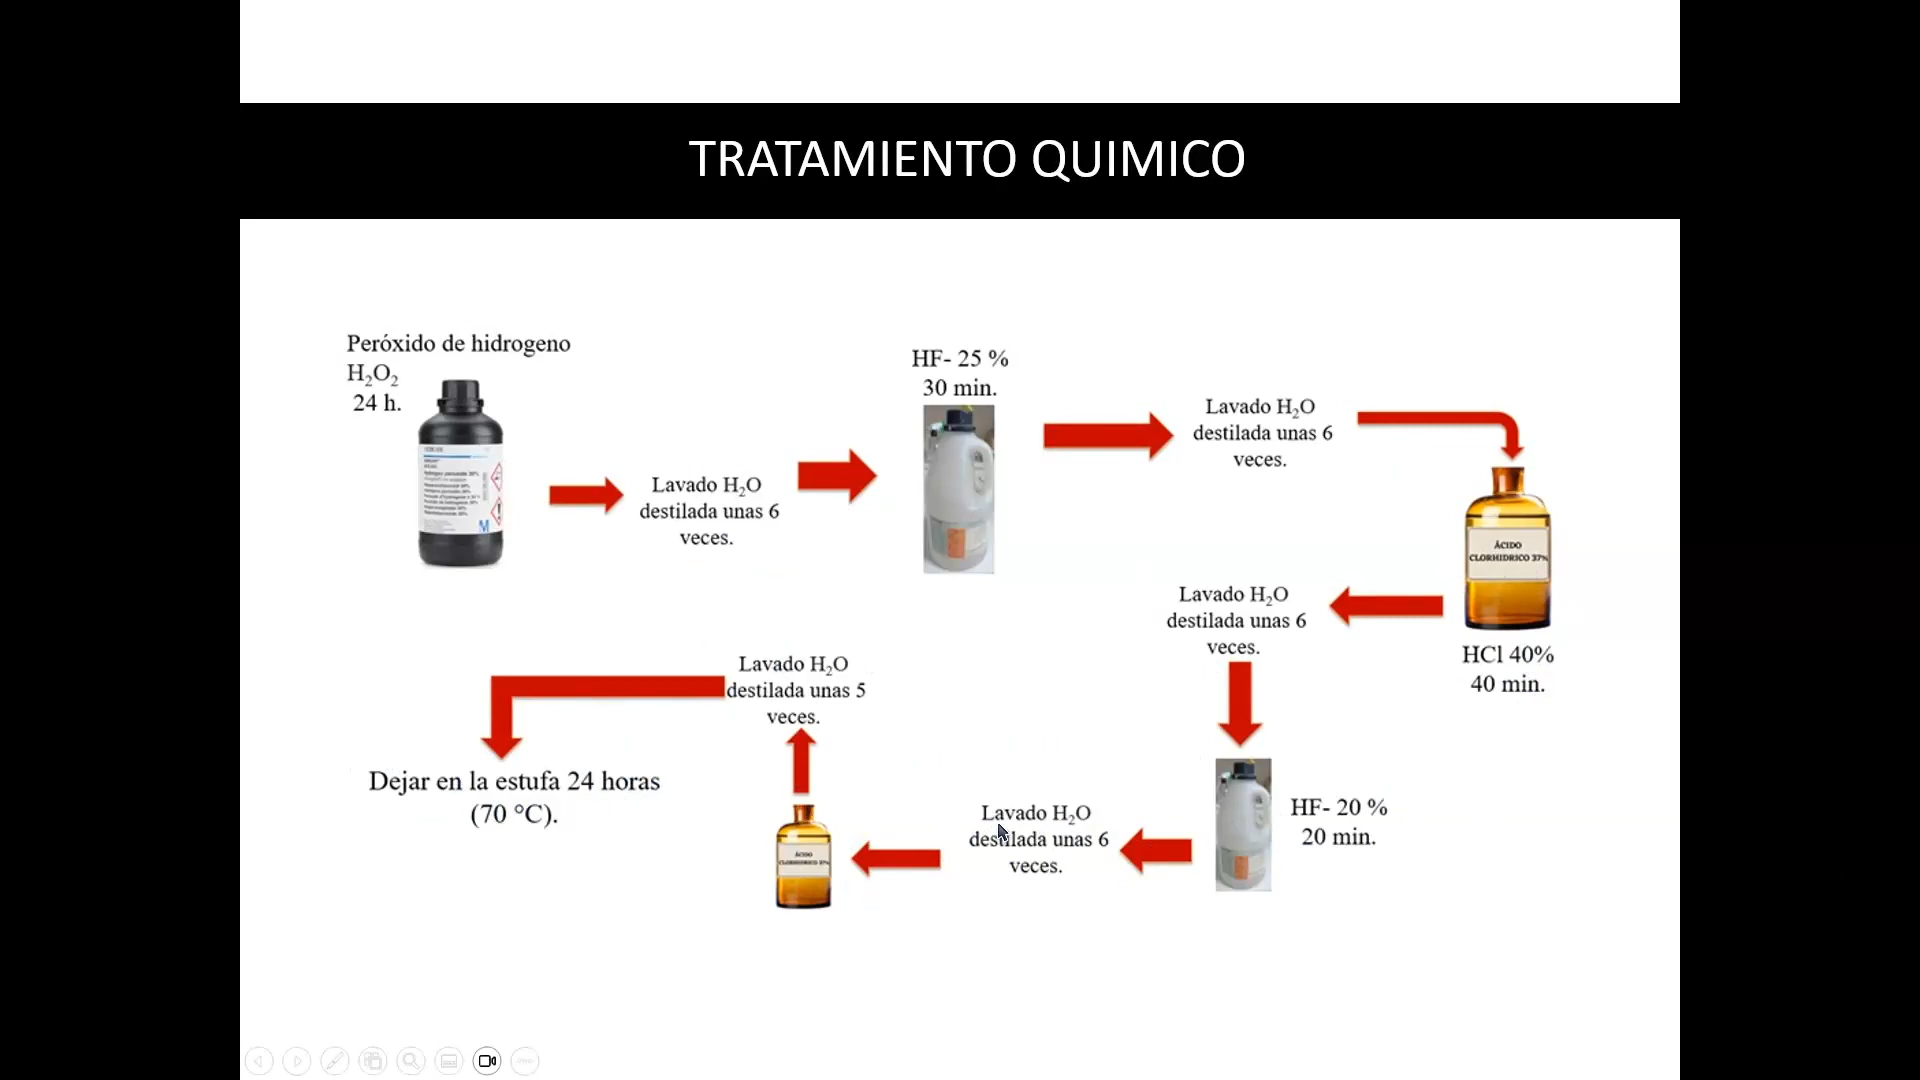 TRATAMIENTO QUIMICO
Peróxido de hidrogeno
H₂O₂
24 h.
Lavado H₂O
destilada unas 6
veces.
HF- 25 %
30 min.
Lavado H₂O
destilada unas 6
veces.
ÁCIDO
CLORHIDRICO 37%
HCl 40%
40 min.
Lavado H₂O
destilada unas 6
veces.
HF- 20 %
20 min.
Lavado H₂O
destilada unas 6
veces.
ÁCIDO
CLORHIDRICO 37%
Lavado H₂O
destilada unas 5
veces.
Dejar en la estufa 24 horas
(70 °C).